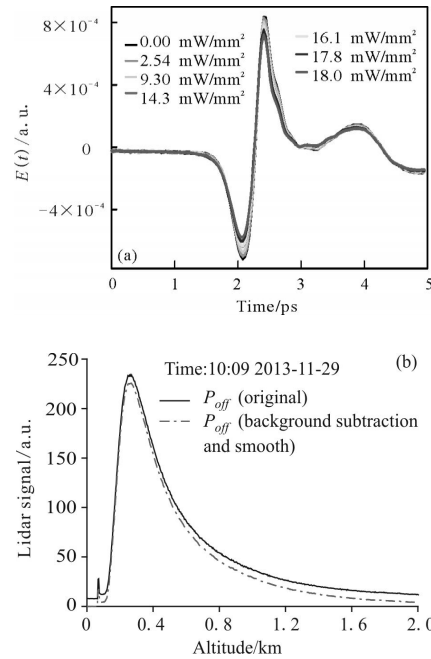 8×10⁻⁴
0.00 mW/mm²
2.54 mW/mm²
9.30 mW/mm²
14.3 mW/mm²
16.1 mW/mm²
17.8 mW/mm²
18.0 mW/mm²
4×10⁻⁴
0
−4×10⁻⁴
E(t)/a. u.
(a)
0 1 2 3 4 5
Time/ps
(b)
Time:10:09 2013-11-29
P_off (original)
P_off (background subtraction
and smooth)
250
200
150
100
50
0
Lidar signal/a.u.
0 0.4 0.8 1.2 1.6 2.0
Altitude/km